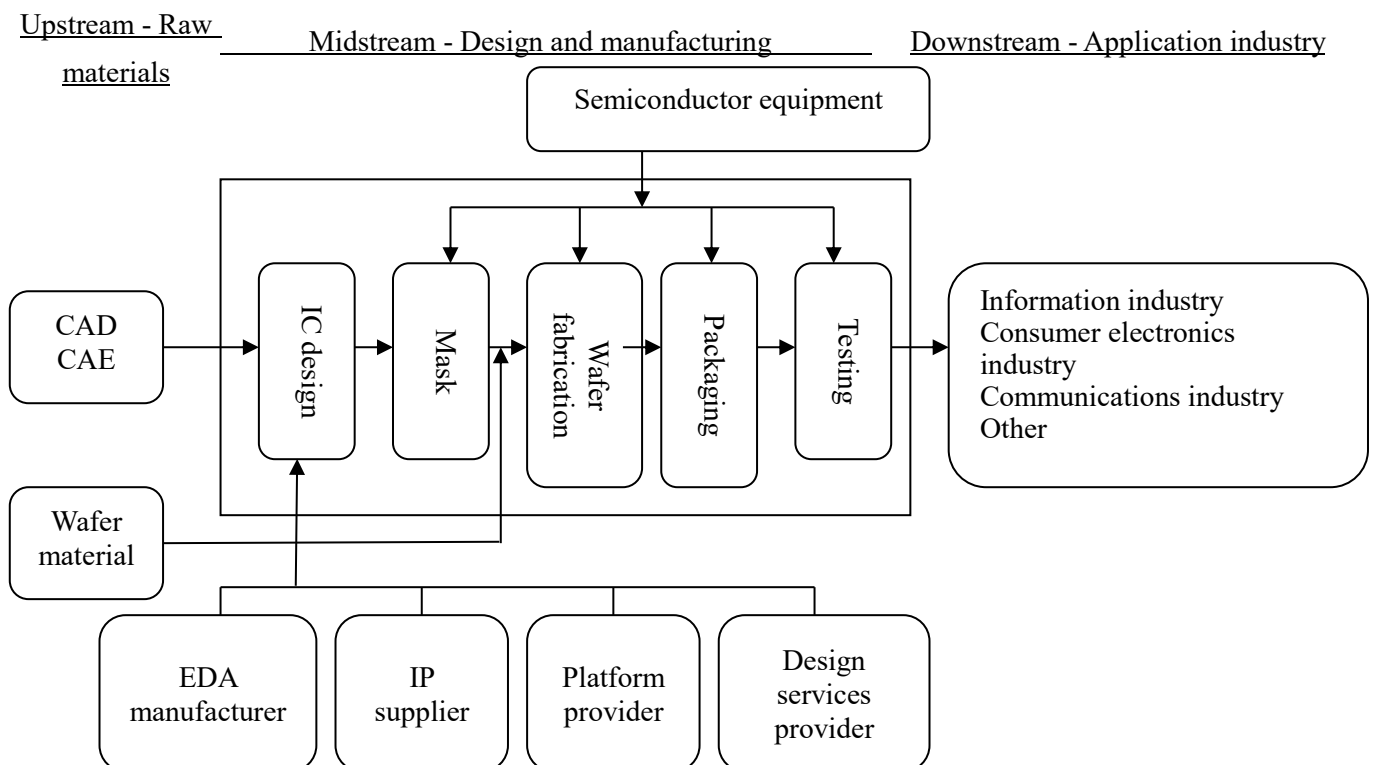 Upstream - Raw
materials
Midstream - Design and manufacturing
Downstream - Application industry
Semiconductor equipment
CAD
CAE
IC design
Mask
Wafer
fabrication
Packaging
Testing
Information industry
Consumer electronics
industry
Communications industry
Other
Wafer
material
EDA
manufacturer
IP
supplier
Platform
provider
Design
services
provider